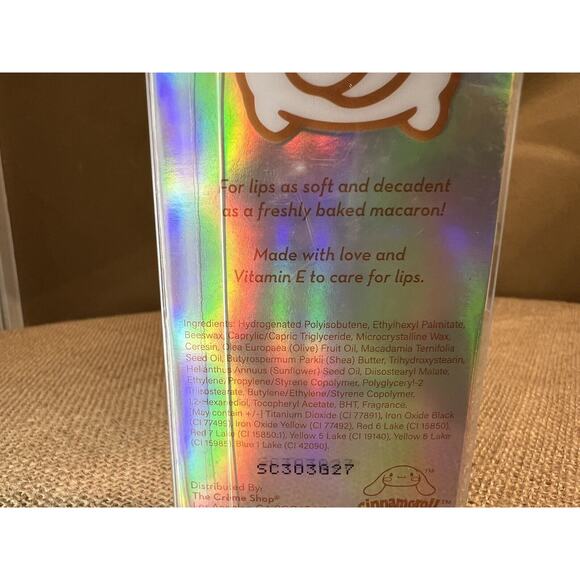 For lips as soft and decadent
as a freshly baked macaron!
Made with love and
Vitamin E to care for lips.
Ingredients: Hydrogenated Polyisobutene, Ethylhexyl Palmitate,
Beeswax, Caprylic/Capric Triglyceride, Microcrystalline Wax,
Ceresin, Olea Europaea (Olive) Fruit Oil, Macadamia Ternifolia
Seed Oil, Butyrospermum Parkii (Shea) Butter, Trihydroxystearin,
Helianthus Annuus (Sunflower) Seed Oil, Diisostearyl Malate,
Ethylene/Propylene/Styrene Copolymer, Polyglyceryl-2
Triisostearate, Butylene/Ethylene/Styrene Copolymer,
1,2-Hexanediol, Tocopheryl Acetate, BHT, Fragrance.
[May contain +/-] Titanium Dioxide (CI 77891), Iron Oxide Black
(CI 77499), Iron Oxide Yellow (CI 77492), Red 6 Lake (CI 15850),
Red 7 Lake (CI 15850:1), Yellow 5 Lake (CI 19140), Yellow 6 Lake
(CI 15985), Blue 1 Lake (CI 42090).
SC303G27
Distributed By:
The Crème Shop®
TM
cinnamoroll™